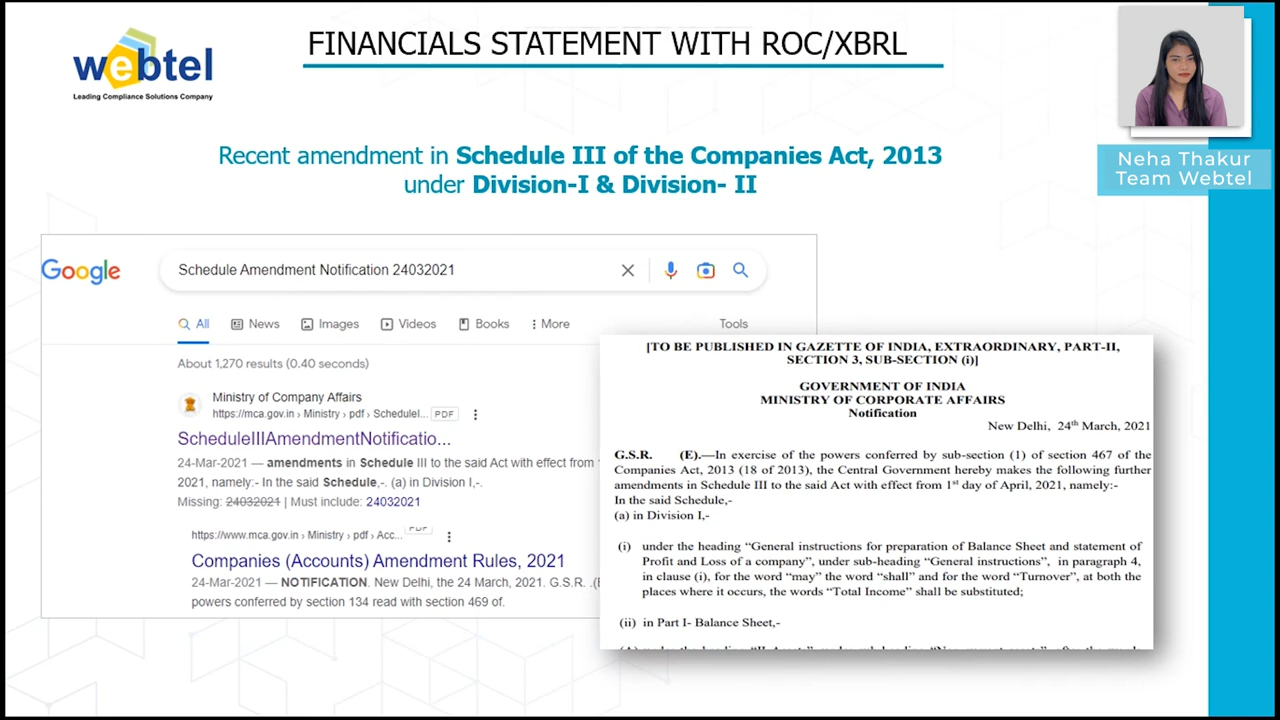 webtel
Leading Compliance Solutions Company
FINANCIALS STATEMENT WITH ROC/XBRL
Neha Thakur
Team Webtel
Recent amendment in Schedule III of the Companies Act, 2013
under Division-I & Division- II
Google
Schedule Amendment Notification 24032021
All News Images Videos Books More Tools
About 1,270 results (0.40 seconds)
Ministry of Company Affairs
https://mca.gov.in › Ministry › pdf › ScheduleI... PDF
ScheduleIIIAmendmentNotificatio...
24-Mar-2021 — amendments in Schedule III to the said Act with effect from
2021, namely:- In the said Schedule,-. (a) in Division I,-.
Missing: 24032021 | Must include: 24032021
https://www.mca.gov.in › Ministry › pdf › Acc... PDF
Companies (Accounts) Amendment Rules, 2021
24-Mar-2021 — NOTIFICATION. New Delhi, the 24 March, 2021. G.S.R. .(E
powers conferred by section 134 read with section 469 of.
[TO BE PUBLISHED IN GAZETTE OF INDIA, EXTRAORDINARY, PART-II,
SECTION 3, SUB-SECTION (i)]
GOVERNMENT OF INDIA
MINISTRY OF CORPORATE AFFAIRS
Notification
New Delhi, 24th March, 2021
G.S.R. (E).—In exercise of the powers conferred by sub-section (1) of section 467 of the
Companies Act, 2013 (18 of 2013), the Central Government hereby makes the following further
amendments in Schedule III to the said Act with effect from 1st day of April, 2021, namely:-
In the said Schedule,-
(a) in Division I,-
(i) under the heading “General instructions for preparation of Balance Sheet and statement of
Profit and Loss of a company”, under sub-heading “General instructions”, in paragraph 4,
in clause (i), for the word “may” the word “shall” and for the word “Turnover”, at both the
places where it occurs, the words “Total Income” shall be substituted;
(ii) in Part I- Balance Sheet,-